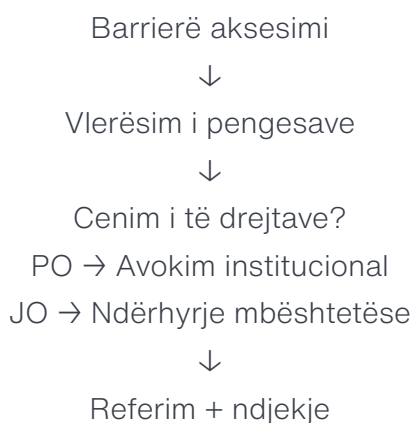 Barrierë aksesimi
↓
Vlerësim i pengesave
↓
Cenim i të drejtave?
PO → Avokim institucional
JO → Ndërhyrje mbështetëse
↓
Referim + ndjekje